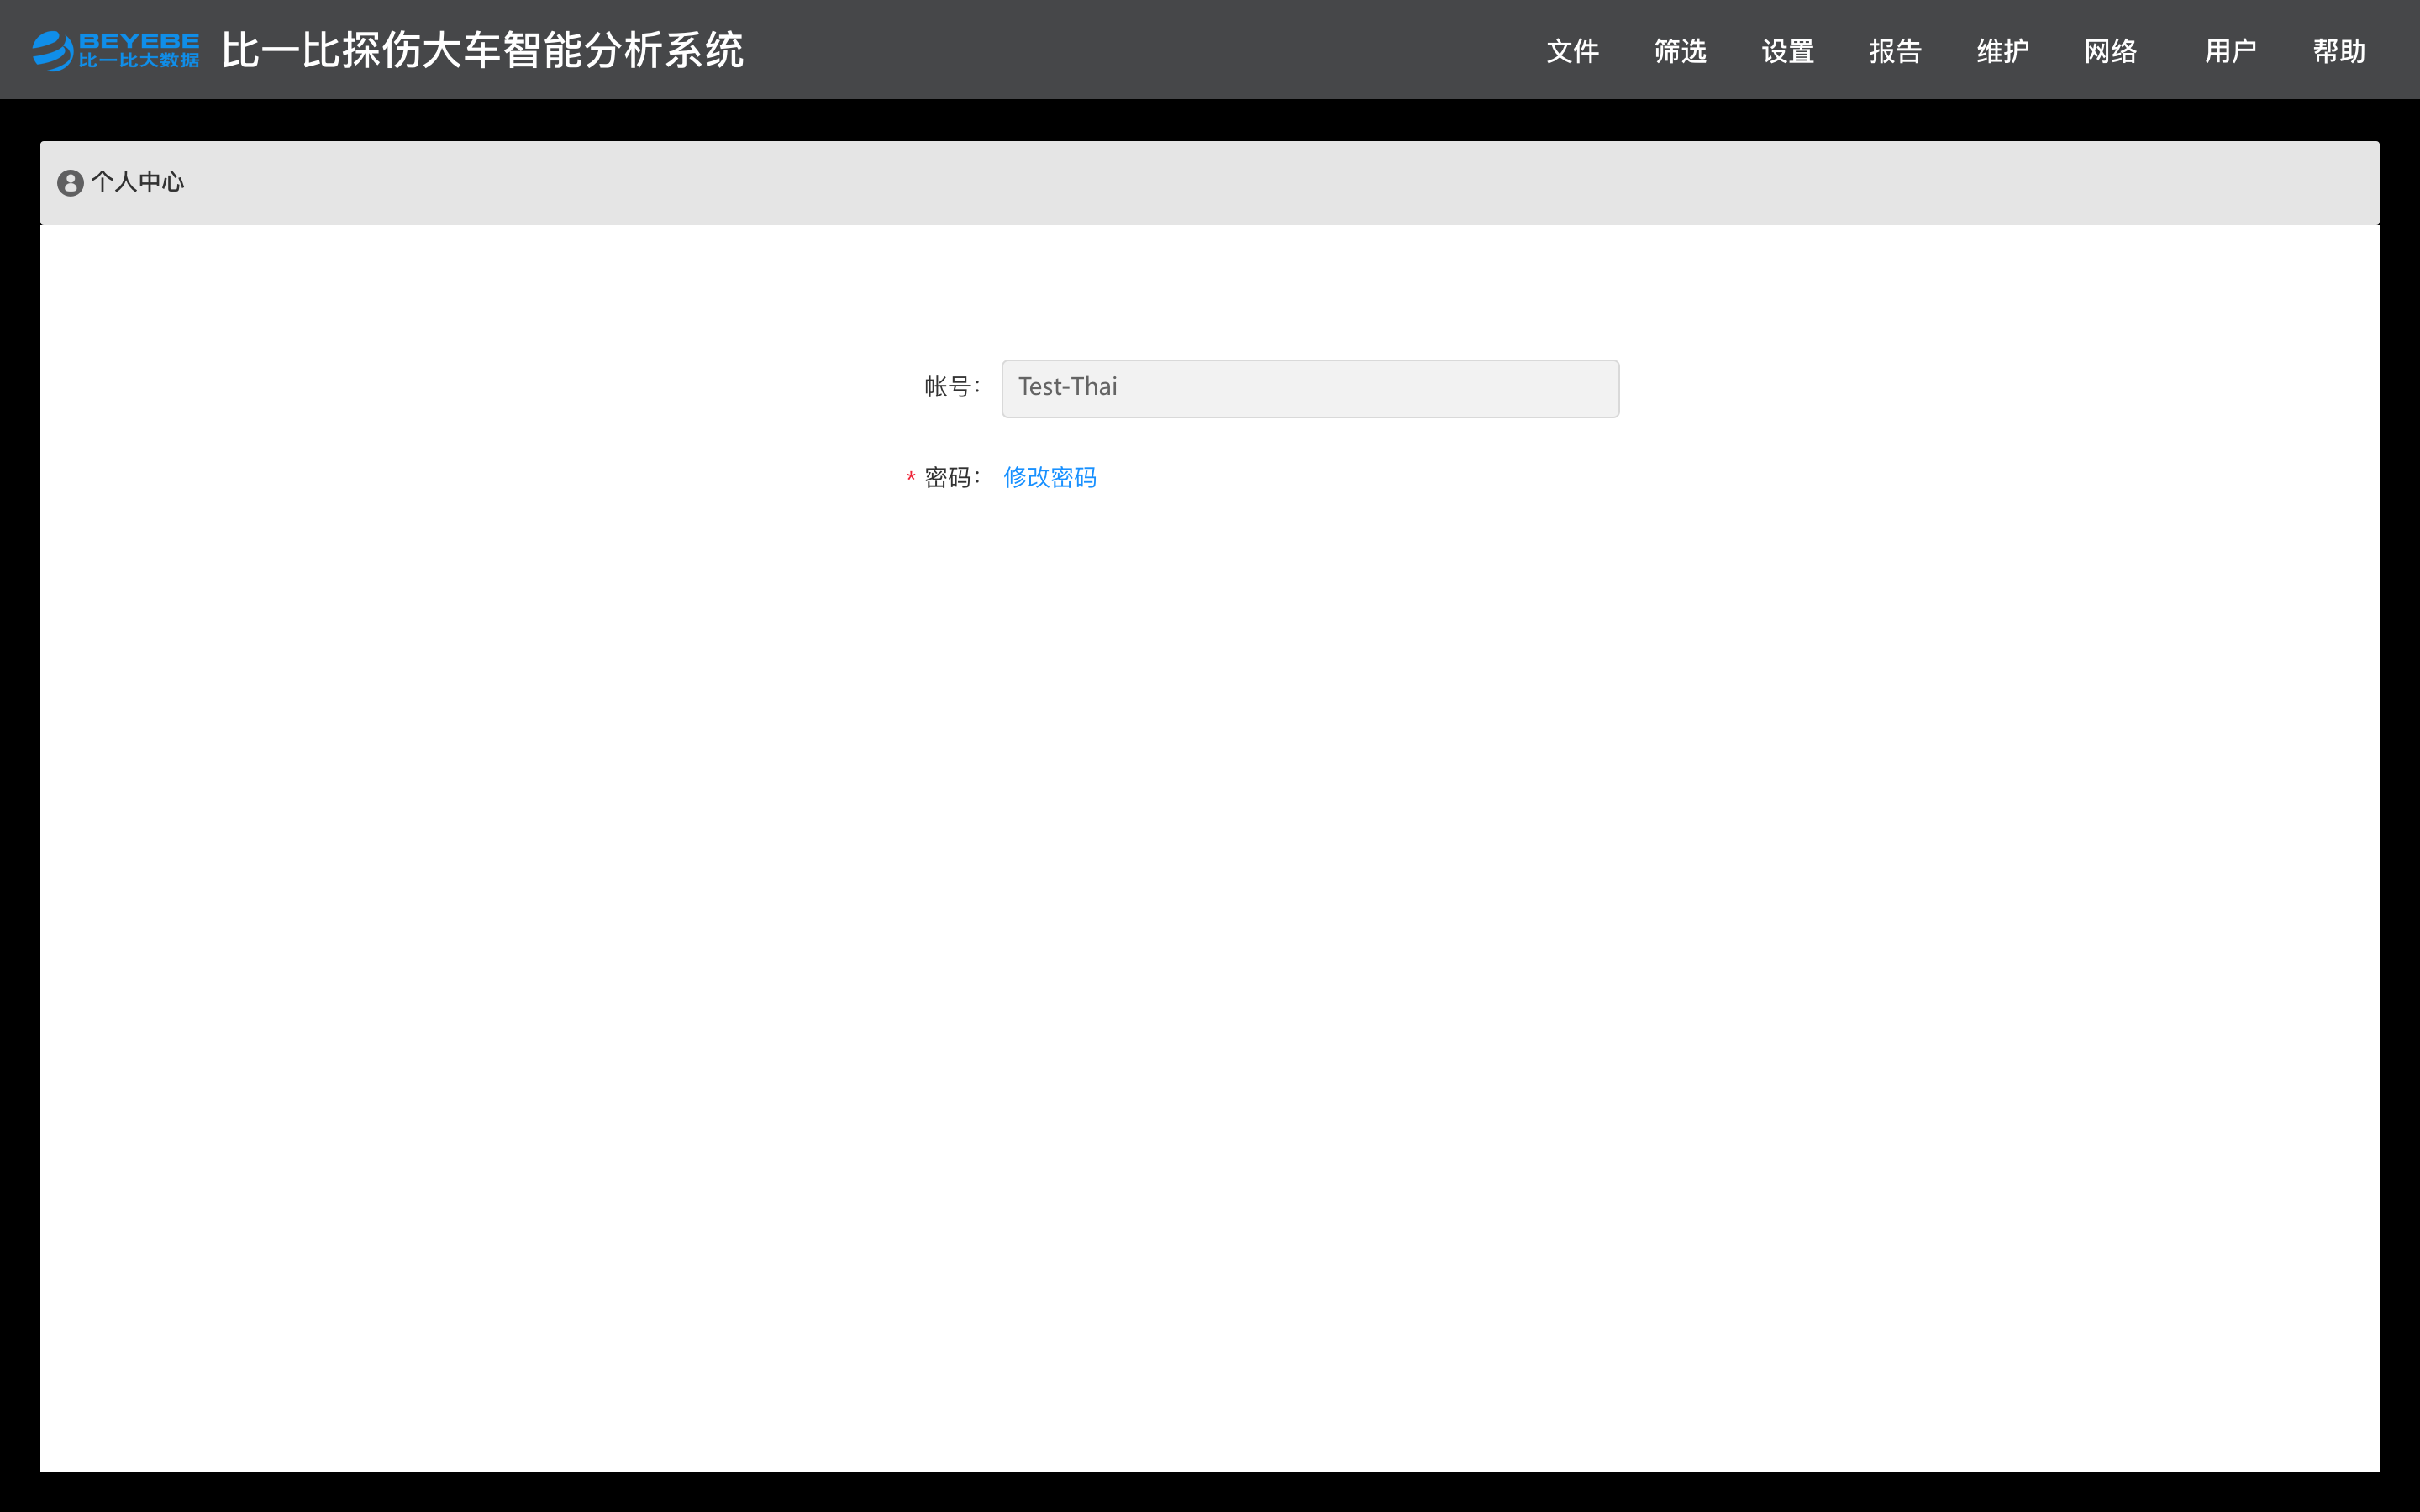 BEYEBE
比一比大数据
比一比探伤大车智能分析系统
文件 筛选 设置 报告 维护 网络 用户 帮助
个人中心
帐号： Test-Thai
* 密码： 修改密码